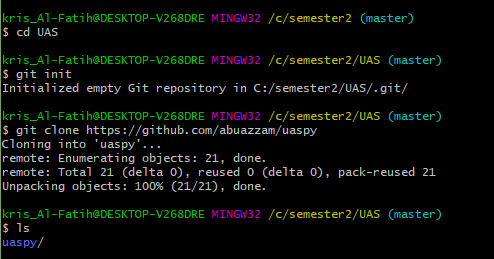 kris_Al-Fatih@DESKTOP-V268DRE MINGW32 /c/semester2 (master)
$ cd UAS
kris_Al-Fatih@DESKTOP-V268DRE MINGW32 /c/semester2/UAS (master)
$ git init
Initialized empty Git repository in C:/semester2/UAS/.git/
kris_Al-Fatih@DESKTOP-V268DRE MINGW32 /c/semester2/UAS (master)
$ git clone https://github.com/abuazzam/uaspy
Cloning into 'uaspy'...
remote: Enumerating objects: 21, done.
remote: Total 21 (delta 0), reused 0 (delta 0), pack-reused 21
Unpacking objects: 100% (21/21), done.
kris_Al-Fatih@DESKTOP-V268DRE MINGW32 /c/semester2/UAS (master)
$ ls
uaspy/